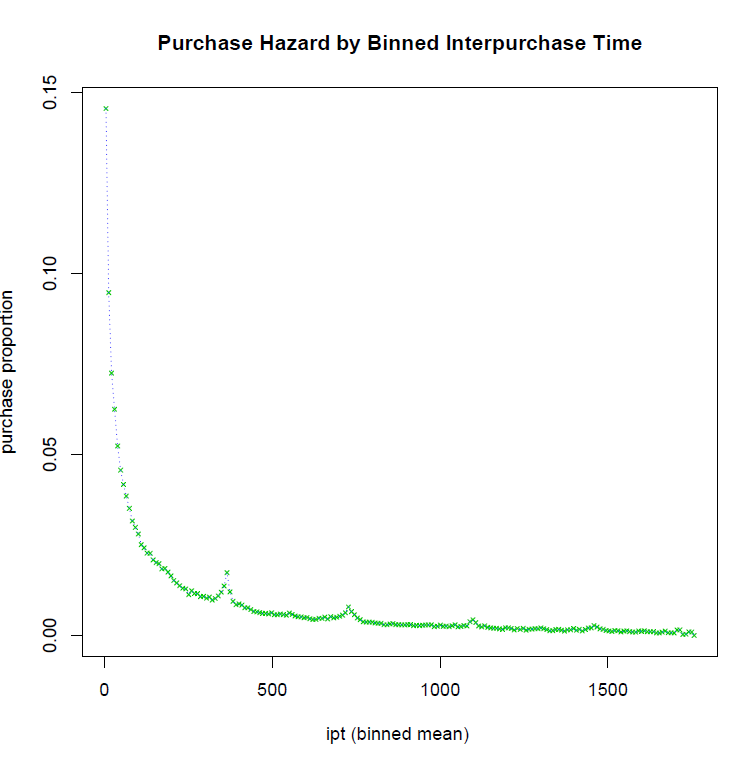 Purchase Hazard by Binned Interpurchase Time
purchase proportion
0.15
0.10
0.05
0.00
0 500 1000 1500
ipt (binned mean)